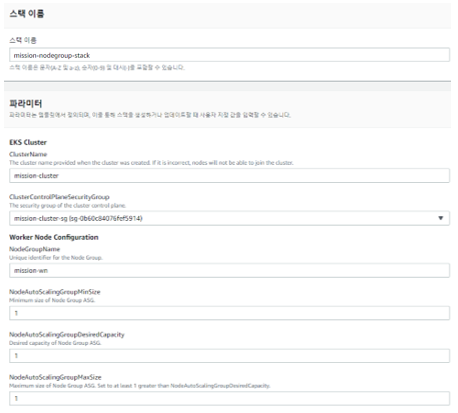 스택 이름
스택 이름
mission-nodegroup-stack
스택 이름은 문자(A-Z 및 a-z), 숫자(0-9) 및 대시(-)를 포함할 수 있습니다.
파라미터
파라미터는 템플릿에서 정의되며, 이를 통해 스택을 생성하거나 업데이트할 때 사용자 지정 값을 입력할 수 있습니다.
EKS Cluster
ClusterName
The cluster name provided when the cluster was created. If it is incorrect, nodes will not be able to join the cluster.
mission-cluster
ClusterControlPlaneSecurityGroup
The security group of the cluster control plane.
mission-cluster-sg (sg-0b60c84076fef5914)
Worker Node Configuration
NodeGroupName
Unique identifier for the Node Group.
mission-wn
NodeAutoScalingGroupMinSize
Minimum size of Node Group ASG.
1
NodeAutoScalingGroupDesiredCapacity
Desired capacity of Node Group ASG.
1
NodeAutoScalingGroupMaxSize
Maximum size of Node Group ASG. Set to at least 1 greater than NodeAutoScalingGroupDesiredCapacity.
1